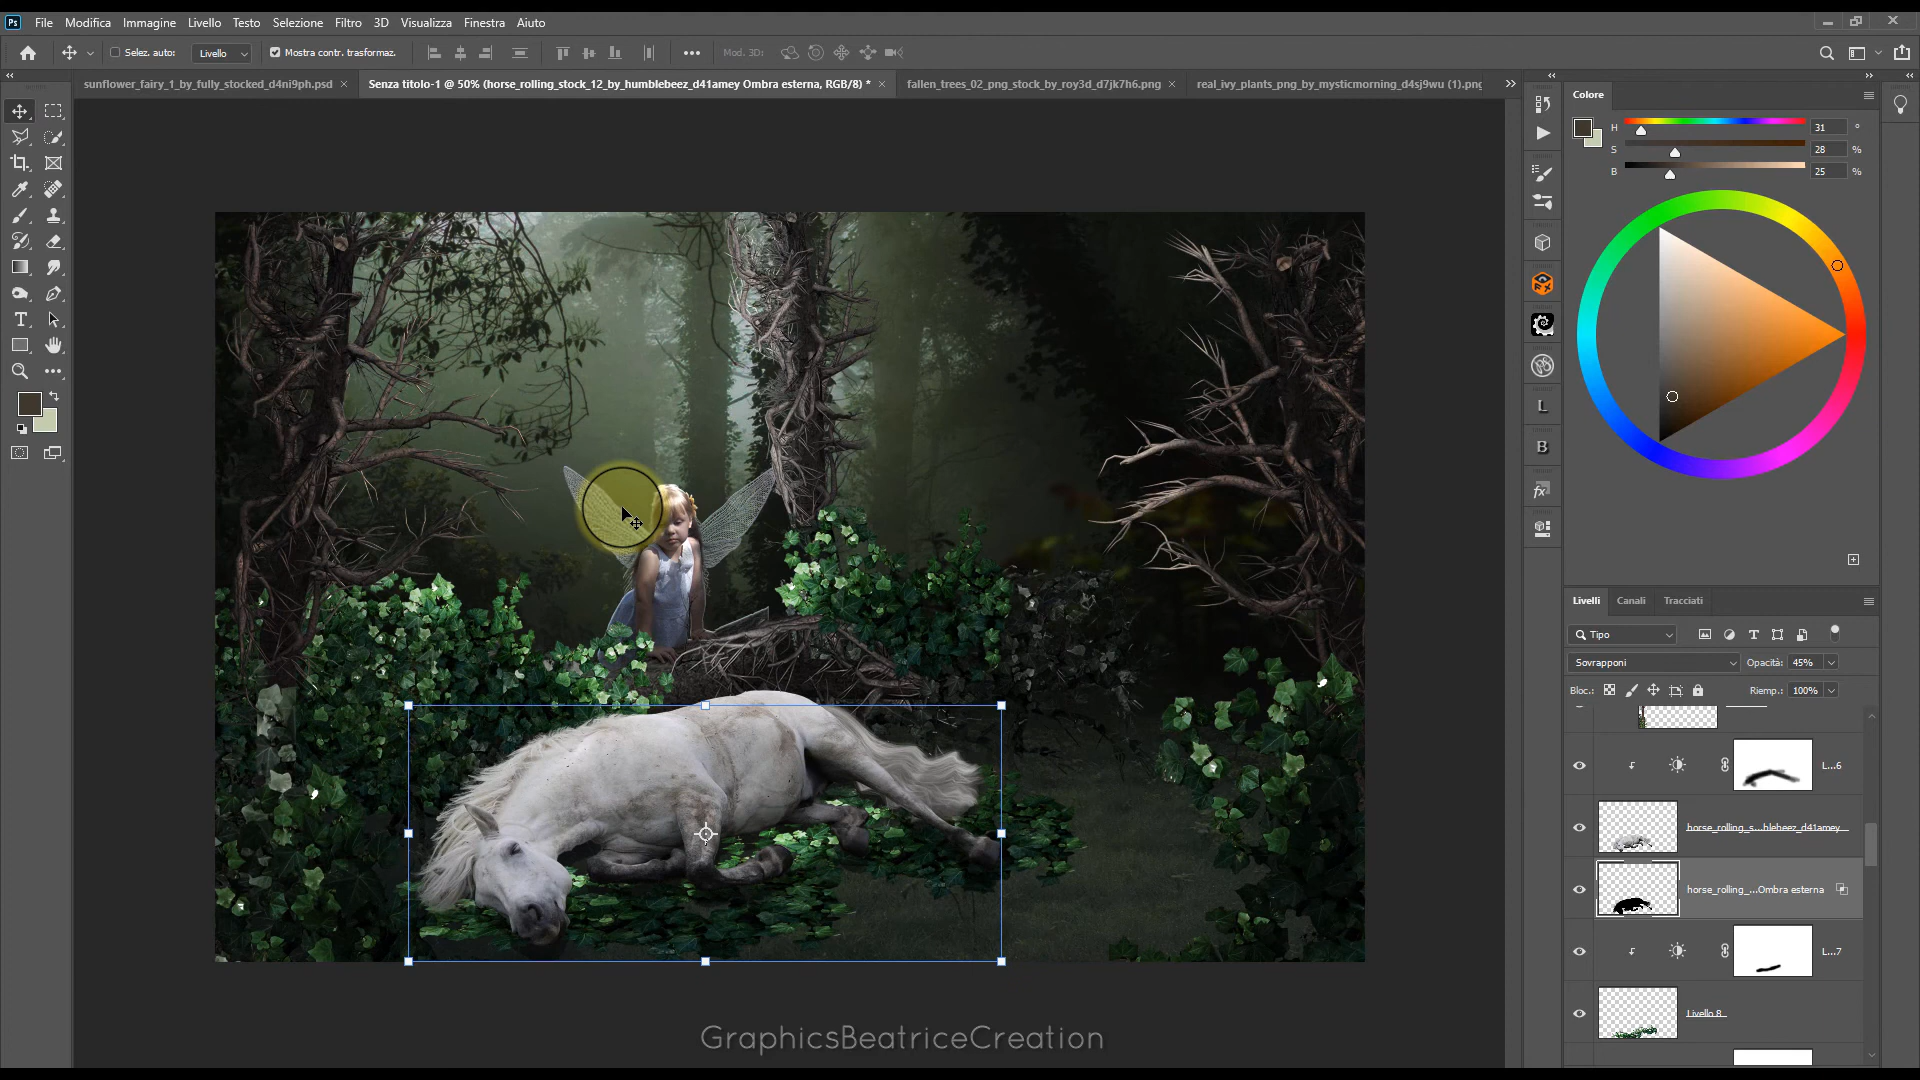 Ps File Modifica Immagine Livello Testo Selezione Filtro 3D Visualizza Finestra Aiuto
Selez. auto: Livello Mostra contr. trasformaz. Mod. 3D:
sunflower_fairy_1_by_fully_stocked_d4ni9ph.psd
Senza titolo-1 @ 50% (horse_rolling_stock_12_by_humblebeez_d41amey Ombra esterna, RGB/8) *
fallen_trees_02_png_stock_by_roy3d_d7jk7h6.png
real_ivy_plants_png_by_mysticmorning_d4sj9wu (1).png
Colore
H 31 °
S 28 %
B 25 %
L
B
fx
Livelli Canali Tracciati
Tipo
Sovrapponi Opacità: 45%
Bloc.: Riemp.: 100%
L...6
horse_rolling_s...hlebeez_d41amey
horse_rolling_...Ombra esterna
L...7
Livello 8
GraphicsBeatriceCreation